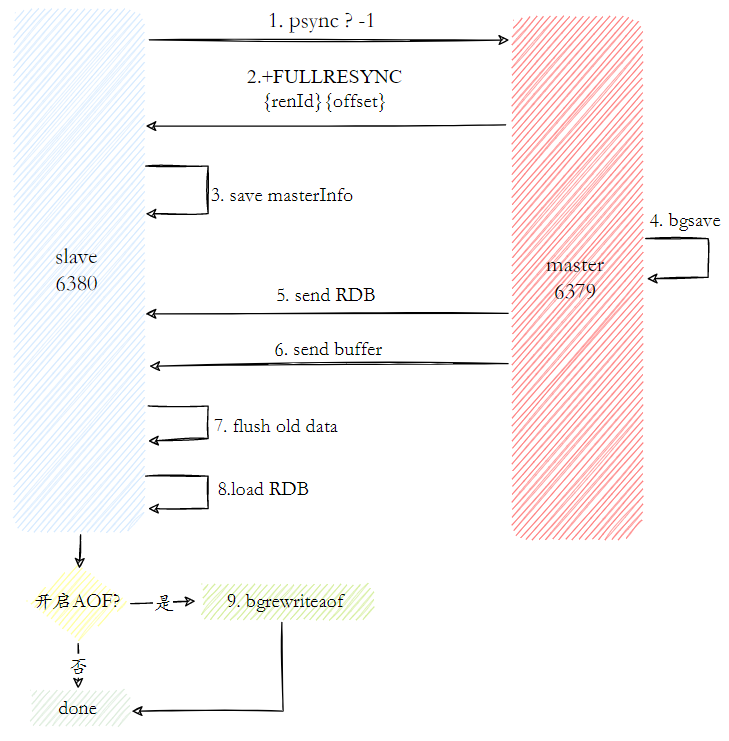 1. psync ? -1
2.+FULLRESYNC
{renId}{offset}
3. save masterInfo
4. bgsave
slave
6380
master
6379
5. send RDB
6. send buffer
7. flush old data
8.load RDB
开启AOF?
是
9. bgrewriteaof
否
done